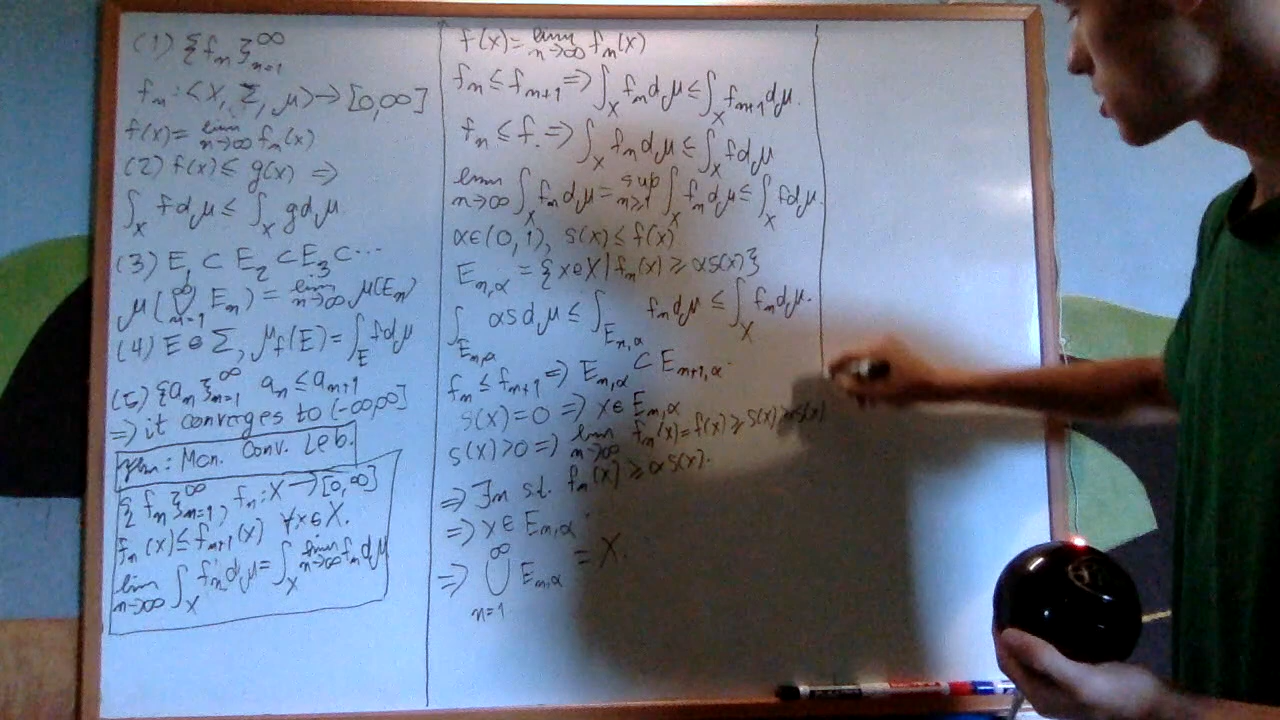 (1) {f_n}_{n=1}^∞
f_n : <X, Σ, μ> → [0,∞]
f(x) = lim_{n→∞} f_n(x)
(2) f(x) ≤ g(x) ⇒
∫_X f dμ ≤ ∫_X g dμ
(3) E_1 ⊂ E_2 ⊂ E_3 ⊂ ...
μ(∪_{n=1}^∞ E_n) = lim_{n→∞} μ(E_n)
(4) E ∈ Σ, μ_f(E) = ∫_E f dμ
(5) {a_n}_{n=1}^∞ a_n ≤ a_{n+1}
⇒ it converges to (-∞,∞]
Thm: Mon. Conv. Leb.
{f_n}_{n=1}^∞, f_n : X → [0,∞]
f_n(x) ≤ f_{n+1}(x) ∀x∈X.
lim_{n→∞} ∫_X f_n dμ = ∫_X lim_{n→∞} f_n dμ
f(x) = lim_{n→∞} f_n(x)
f_n ≤ f_{n+1} ⇒ ∫_X f_n dμ ≤ ∫_X f_{n+1} dμ.
f_n ≤ f. ⇒ ∫_X f_n dμ ≤ ∫_X f dμ
lim_{n→∞} ∫_X f_n dμ = sup_{n≥1} ∫_X f_n dμ ≤ ∫_X f dμ.
α∈(0,1), s(x) ≤ f(x)
E_{n,α} = {x∈X | f_n(x) ≥ αs(x)}
∫_{E_{n,α}} αs dμ ≤ ∫_{E_{n,α}} f_n dμ ≤ ∫_X f_n dμ.
f_n ≤ f_{n+1} ⇒ E_{n,α} ⊂ E_{n+1,α}.
s(x) = 0 ⇒ x ∈ E_{n,α}
s(x) > 0 ⇒ lim_{n→∞} f_n(x) = f(x) ≥ s(x) > αs(x)
⇒ ∃n s.t. f_n(x) ≥ αs(x).
⇒ x ∈ E_{n,α}.
⇒ ∪_{n=1}^∞ E_{n,α} = X.